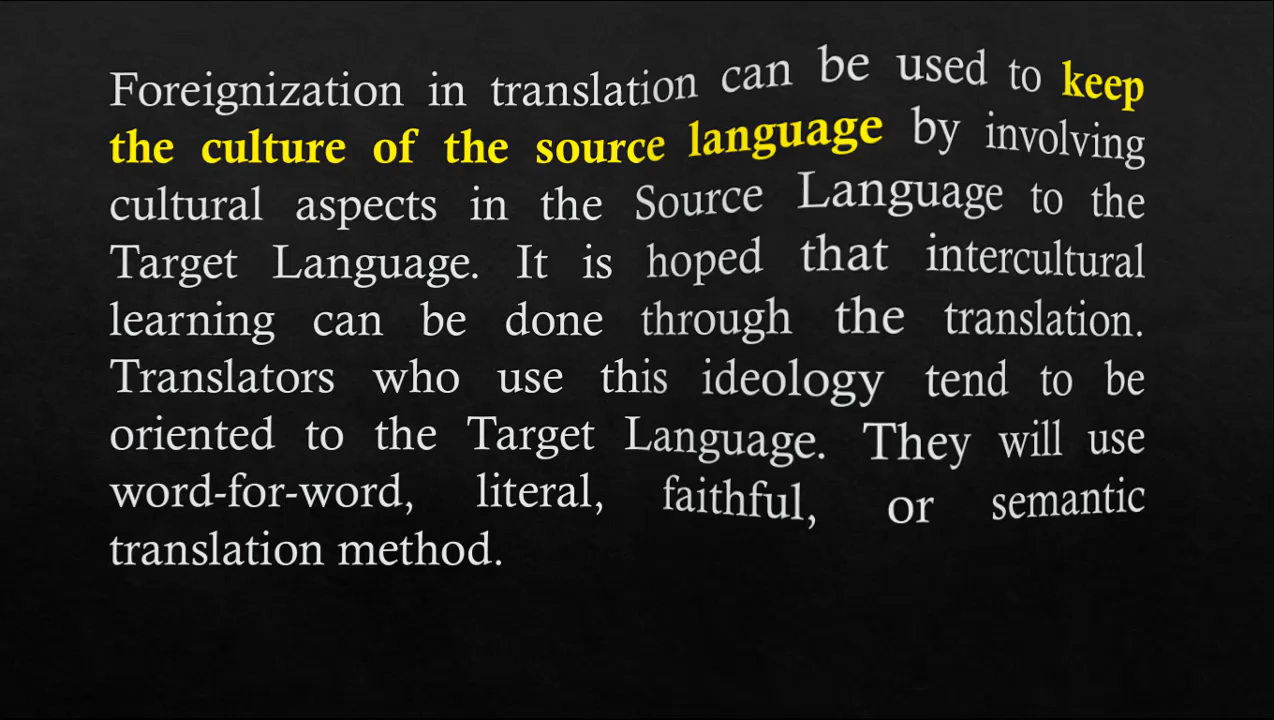 Foreignization in translation can be used to keep
the culture of the source language by involving
cultural aspects in the Source Language to the
Target Language. It is hoped that intercultural
learning can be done through the translation.
Translators who use this ideology tend to be
oriented to the Target Language. They will use
word-for-word, literal, faithful, or semantic
translation method.